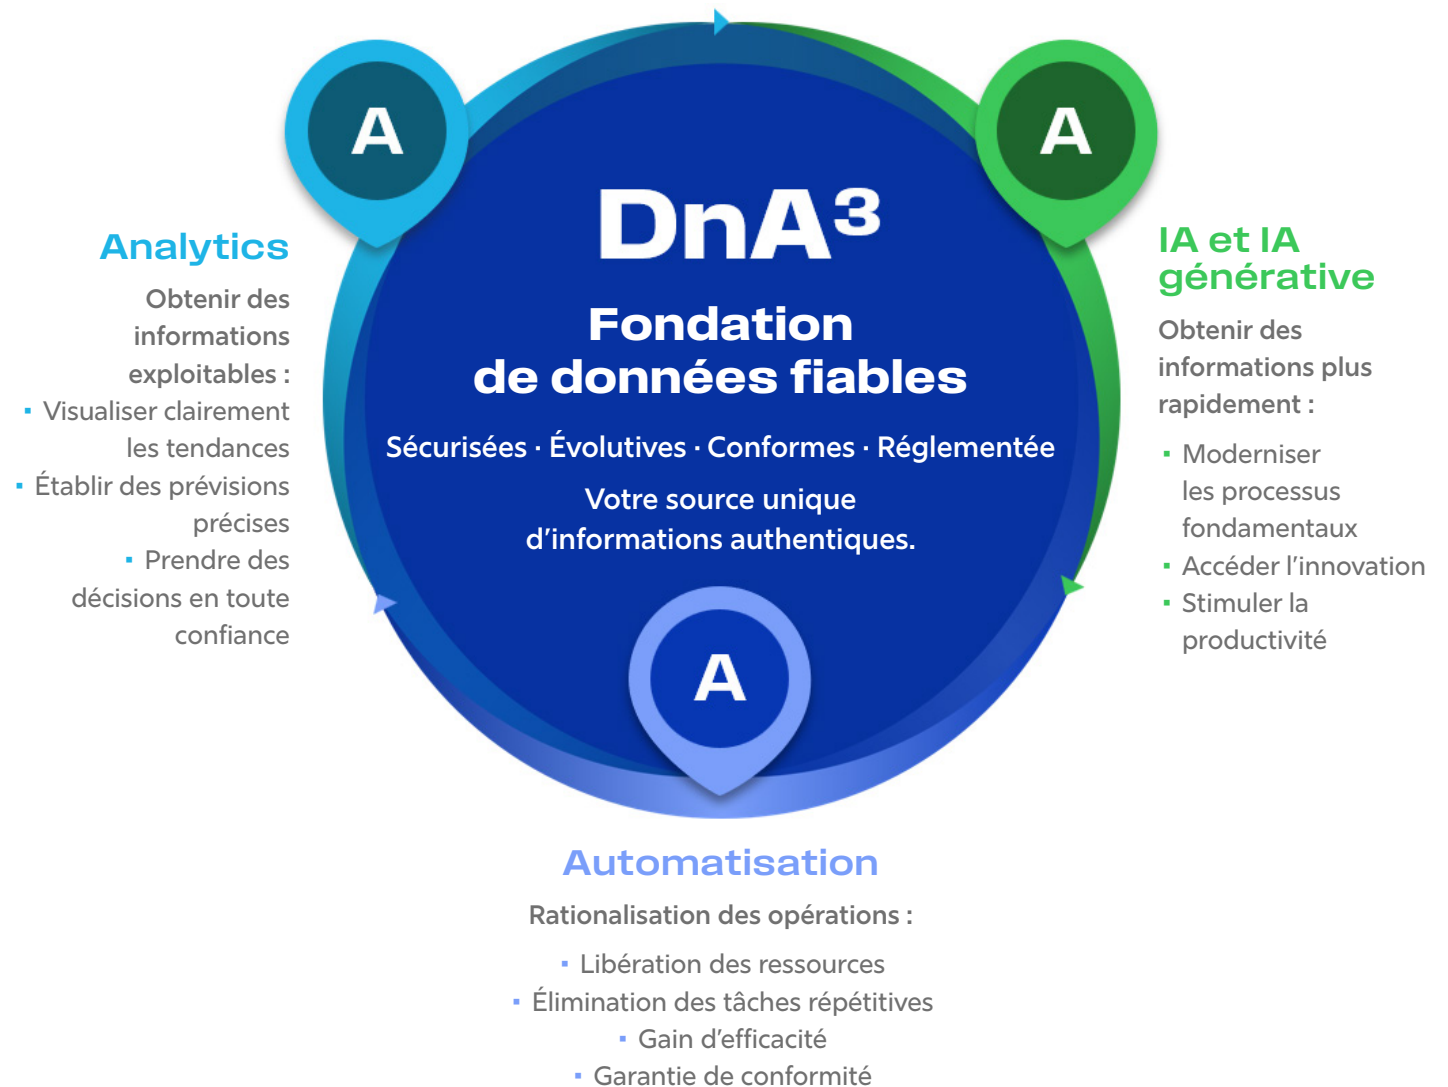 A
A
DnA³
Fondation
de données fiables
Sécurisées · Évolutives · Conformes · Réglementée
Votre source unique
d’informations authentiques.
A
Analytics
Obtenir des
informations
exploitables :
▪ Visualiser clairement
les tendances
▪ Établir des prévisions
précises
▪ Prendre des
décisions en toute
confiance
IA et IA
générative
Obtenir des
informations plus
rapidement :
▪ Moderniser
les processus
fondamentaux
▪ Accéder l’innovation
▪ Stimuler la
productivité
Automatisation
Rationalisation des opérations :
▪ Libération des ressources
▪ Élimination des tâches répétitives
▪ Gain d’efficacité
▪ Garantie de conformité